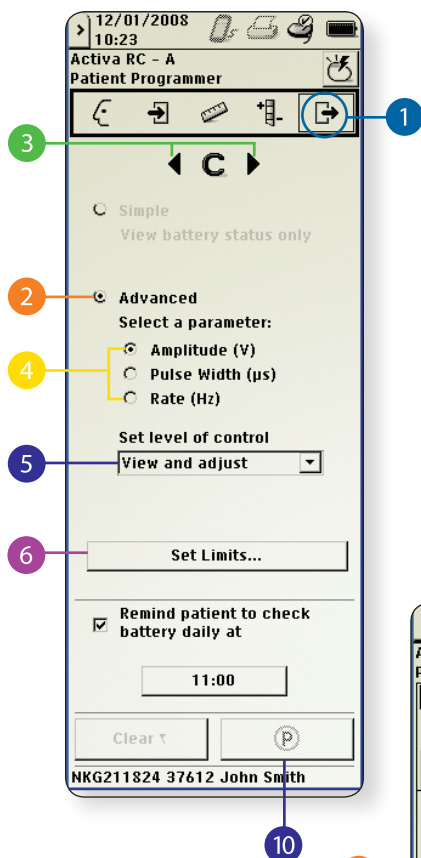 12/01/2008
10:23
Activa RC - A
Patient Programmer
1
3
C
Simple
View battery status only
2
Advanced
Select a parameter:
4
Amplitude (V)
Pulse Width (µs)
Rate (Hz)
Set level of control
5
View and adjust
6
Set Limits...
Remind patient to check
battery daily at
11:00
Clear
P
NKG211824 37612 John Smith
10